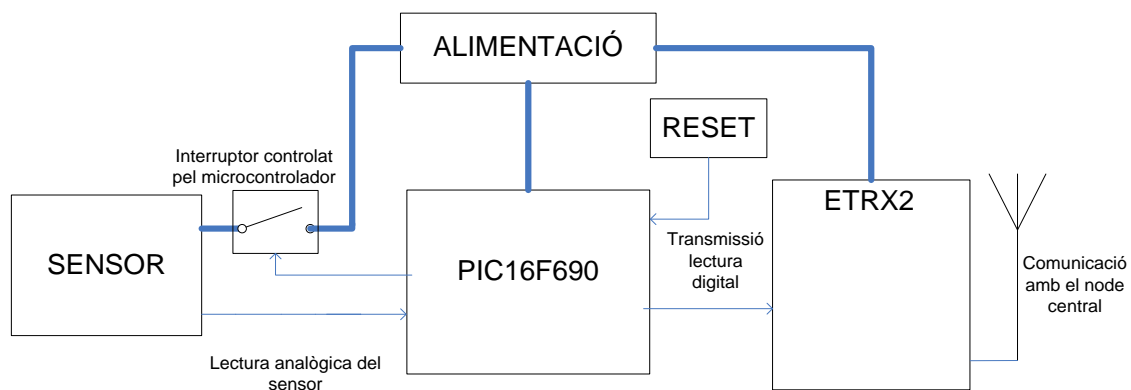 ALIMENTACIÓ
RESET
Interruptor controlat
pel microcontrolador
SENSOR
PIC16F690
ETRX2
Transmissió
lectura
digital
Comunicació
amb el node
central
Lectura analògica del
sensor